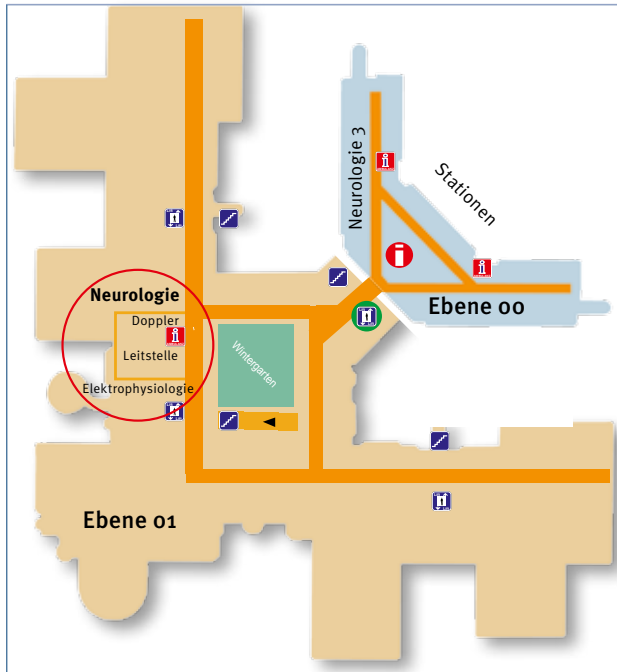 Neurologie 3
Stationen
Ebene 00
Neurologie
Doppler
Leitstelle
Elektrophysiologie
Wintergarten
Ebene 01